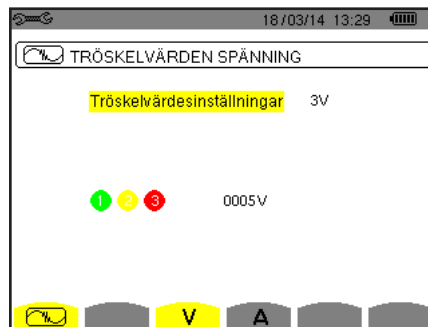 18/03/14 13:29
TRÖSKELVÄRDEN SPÄNNING
Tröskelvärdesinställningar 3V
1 2 3 0005V
V A